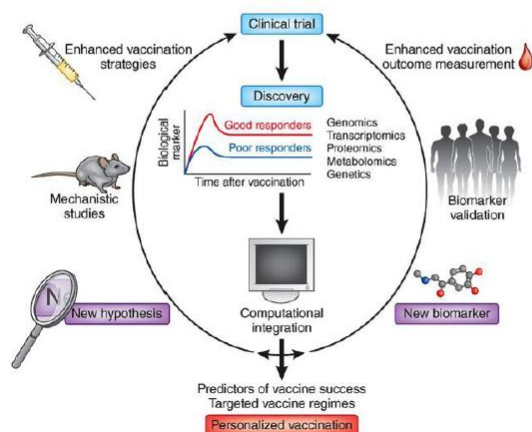 Clinical trial
Enhanced vaccination
strategies
Enhanced vaccination
outcome measurement
Discovery
Biological
marker
Good responders
Poor responders
Time after vaccination
Genomics
Transcriptomics
Proteomics
Metabolomics
Genetics
Mechanistic
studies
Biomarker
validation
Ne
New hypothesis
Computational
integration
New biomarker
Predictors of vaccine success
Targeted vaccine regimes
Personalized vaccination